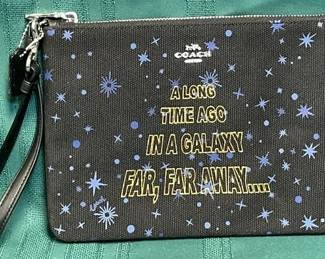 COACH
A LONG
TIME AGO
IN A GALAXY
FAR, FAR AWAY....